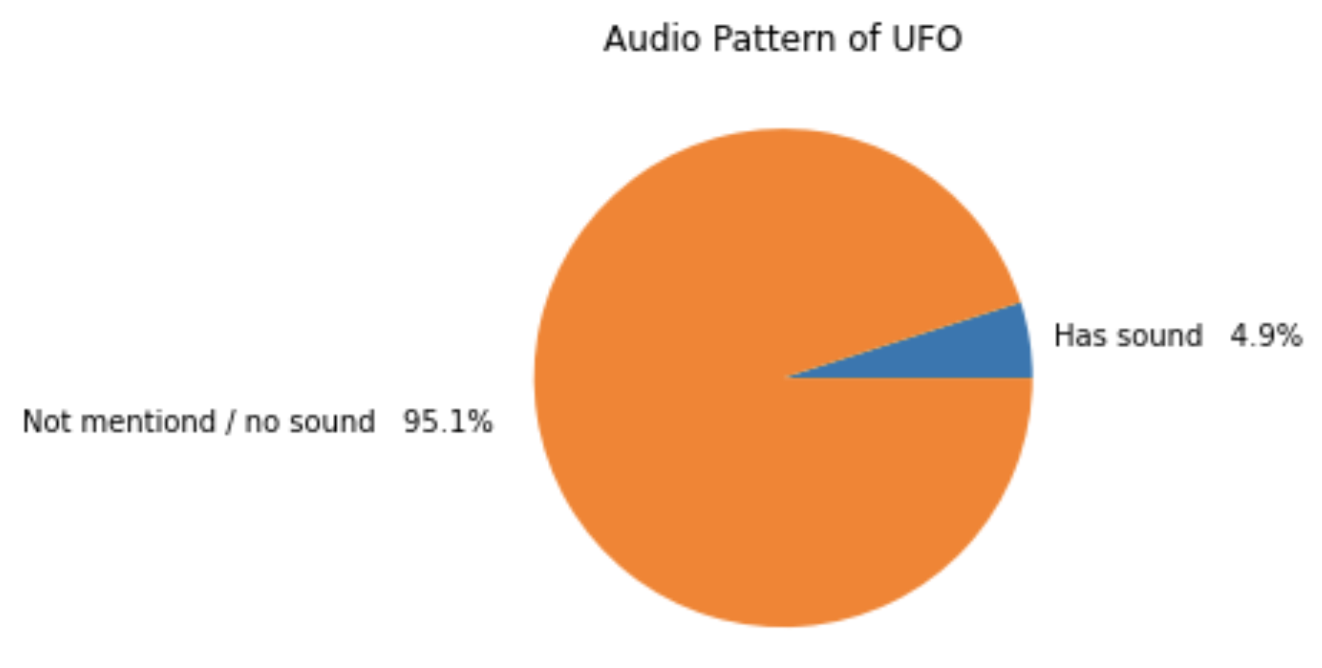 Audio Pattern of UFO
Has sound 4.9%
Not mentiond / no sound 95.1%